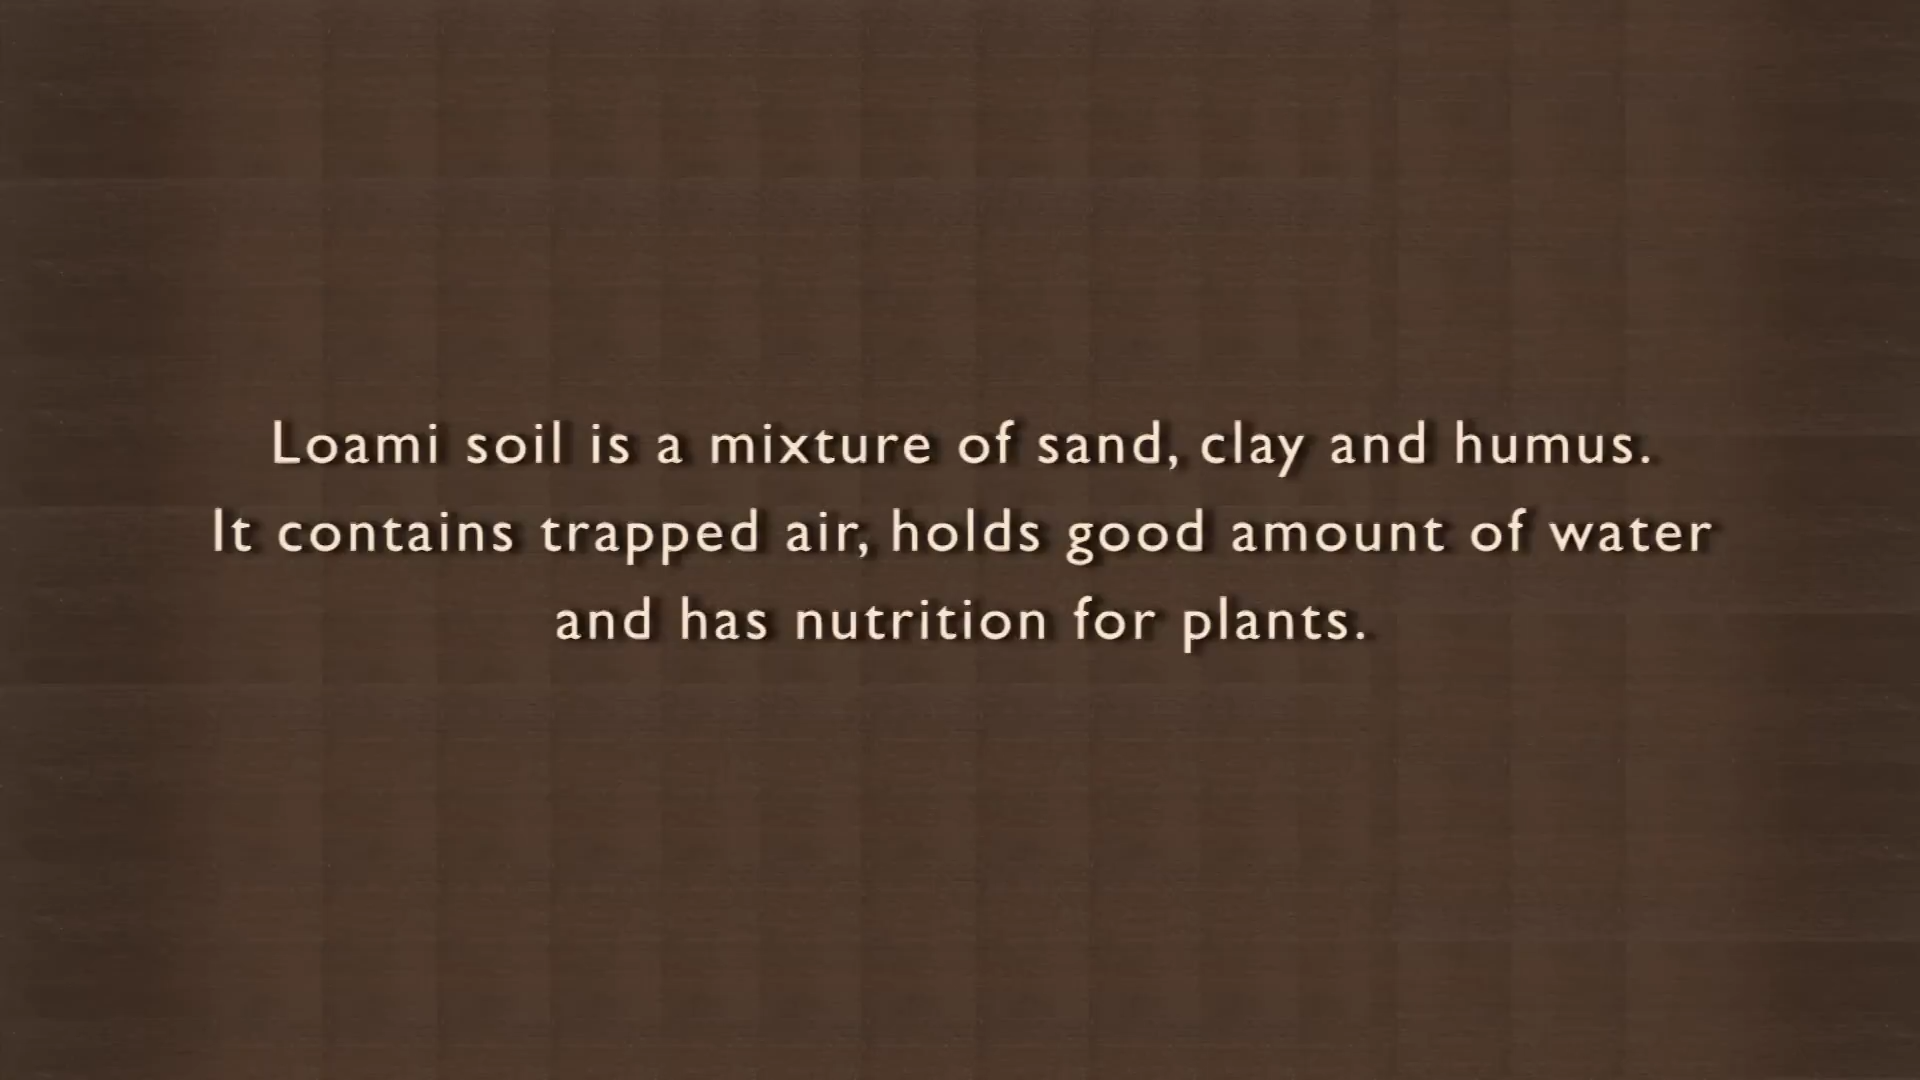 Loami soil is a mixture of sand, clay and humus.
It contains trapped air, holds good amount of water
and has nutrition for plants.